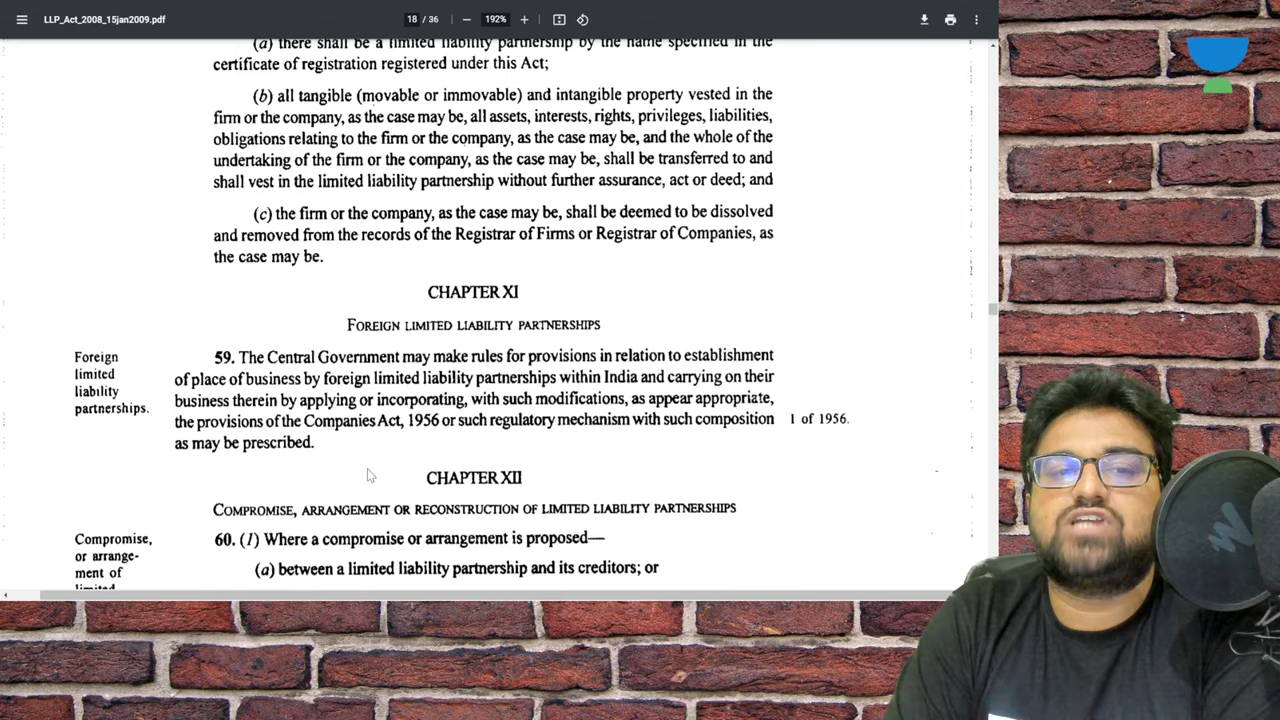 LLP_Act_2008_15jan2009.pdf
18 / 36
192%
(a) there shall be a limited liability partnership by the name specified in the
certificate of registration registered under this Act;
(b) all tangible (movable or immovable) and intangible property vested in the
firm or the company, as the case may be, all assets, interests, rights, privileges, liabilities,
obligations relating to the firm or the company, as the case may be, and the whole of the
undertaking of the firm or the company, as the case may be, shall be transferred to and
shall vest in the limited liability partnership without further assurance, act or deed; and
(c) the firm or the company, as the case may be, shall be deemed to be dissolved
and removed from the records of the Registrar of Firms or Registrar of Companies, as
the case may be.
CHAPTER XI
FOREIGN LIMITED LIABILITY PARTNERSHIPS
Foreign
limited
liability
partnerships.
59. The Central Government may make rules for provisions in relation to establishment
of place of business by foreign limited liability partnerships within India and carrying on their
business therein by applying or incorporating, with such modifications, as appear appropriate,
the provisions of the Companies Act, 1956 or such regulatory mechanism with such composition
1 of 1956.
as may be prescribed.
CHAPTER XII
COMPROMISE, ARRANGEMENT OR RECONSTRUCTION OF LIMITED LIABILITY PARTNERSHIPS
Compromise,
or arrange-
ment of
limited
60. (1) Where a compromise or arrangement is proposed—
(a) between a limited liability partnership and its creditors; or